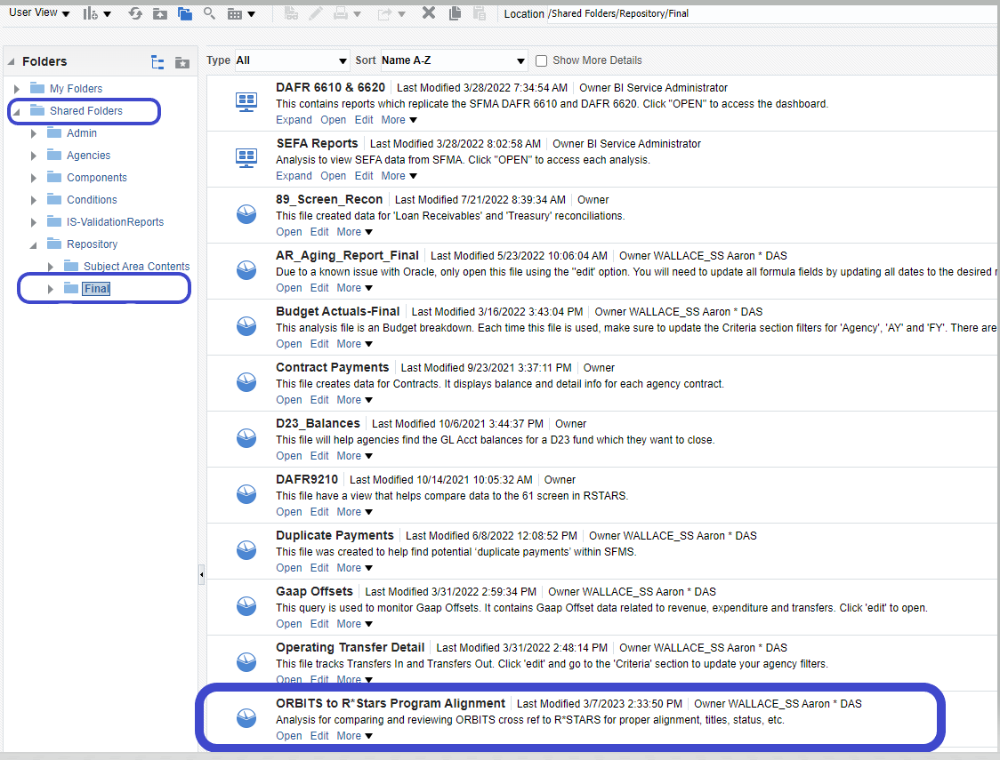 User View
Location /Shared Folders/Repository/Final
Folders
My Folders
Shared Folders
Admin
Agencies
Components
Conditions
IS-ValidationReports
Repository
Subject Area Contents
Final
Type All Sort Name A-Z Show More Details
DAFR 6610 & 6620 Last Modified 3/28/2022 7:34:54 AM Owner BI Service Administrator
This contains reports which replicate the SFMA DAFR 6610 and DAFR 6620. Click "OPEN" to access the dashboard.
Expand Open Edit More
SEFA Reports Last Modified 3/28/2022 8:02:58 AM Owner BI Service Administrator
Analysis to view SEFA data from SFMA. Click "OPEN" to access each analysis.
Expand Open Edit More
89_Screen_Recon Last Modified 7/21/2022 8:39:34 AM Owner
This file created data for 'Loan Receivables' and 'Treasury' reconciliations.
Open Edit More
AR_Aging_Report_Final Last Modified 5/23/2022 10:06:04 AM Owner WALLACE_SS Aaron * DAS
Due to a known issue with Oracle, only open this file using the "edit' option. You will need to update all formula fields by updating all dates to the desired
Open Edit More
Budget Actuals-Final Last Modified 3/16/2022 3:43:04 PM Owner WALLACE_SS Aaron * DAS
This analysis file is an Budget breakdown. Each time this file is used, make sure to update the Criteria section filters for 'Agency', 'AY' and 'FY'. There are
Open Edit More
Contract Payments Last Modified 9/23/2021 3:37:11 PM Owner
This file creates data for Contracts. It displays balance and detail info for each agency contract.
Open Edit More
D23_Balances Last Modified 10/6/2021 3:44:37 PM Owner
This file will help agencies find the GL Acct balances for a D23 fund which they want to close.
Open Edit More
DAFR9210 Last Modified 10/14/2021 10:05:32 AM Owner
This file have a view that helps compare data to the 61 screen in RSTARS.
Open Edit More
Duplicate Payments Last Modified 6/8/2022 12:08:52 PM Owner WALLACE_SS Aaron * DAS
This file was created to help find potential ‘duplicate payments’ within SFMS.
Open Edit More
Gaap Offsets Last Modified 3/31/2022 2:59:34 PM Owner WALLACE_SS Aaron * DAS
This query is used to monitor Gaap Offsets. It contains Gaap Offset data related to revenue, expenditure and transfers. Click 'edit' to open.
Open Edit More
Operating Transfer Detail Last Modified 3/31/2022 2:48:14 PM Owner WALLACE_SS Aaron * DAS
This file tracks Transfers In and Transfers Out. Click 'edit' and go to the 'Criteria' section to update your agency filters.
Open Edit More
ORBITS to R*Stars Program Alignment Last Modified 3/7/2023 2:33:50 PM Owner WALLACE_SS Aaron * DAS
Analysis for comparing and reviewing ORBITS cross ref to R*STARS for proper alignment, titles, status, etc.
Open Edit More